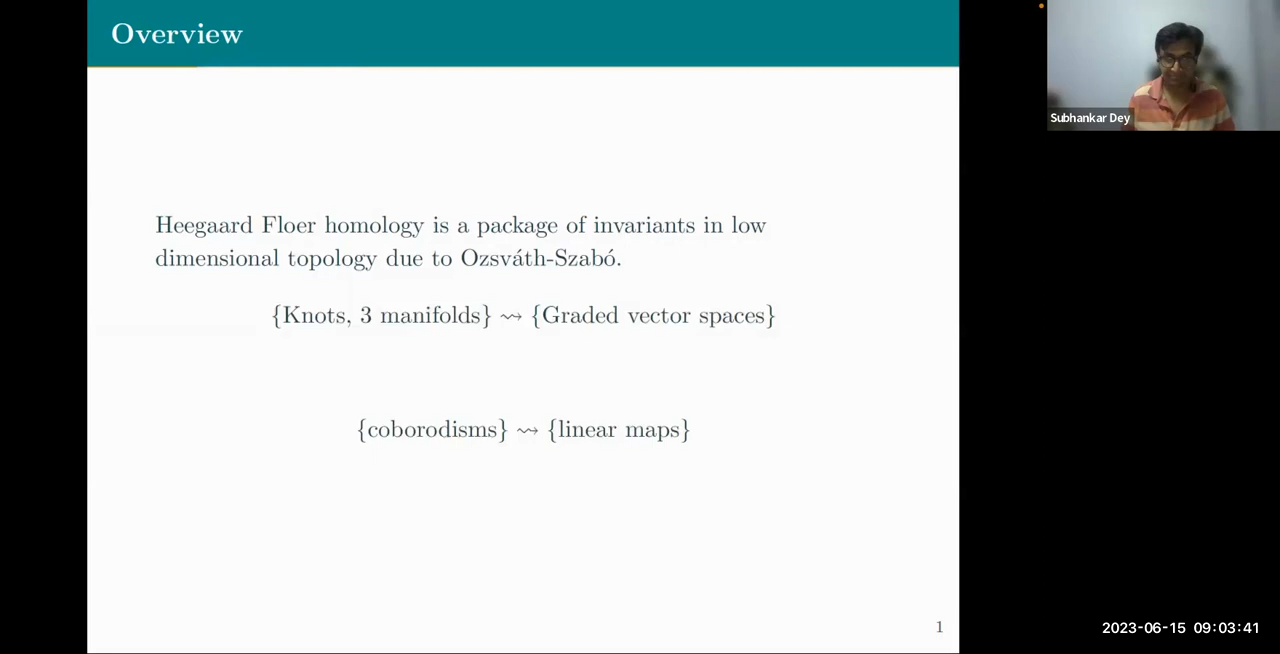 Overview
Heegaard Floer homology is a package of invariants in low
dimensional topology due to Ozsváth-Szabó.
{Knots, 3 manifolds} ⇝ {Graded vector spaces}
{coborodisms} ⇝ {linear maps}
1
Subhankar Dey
2023-06-15 09:03:41